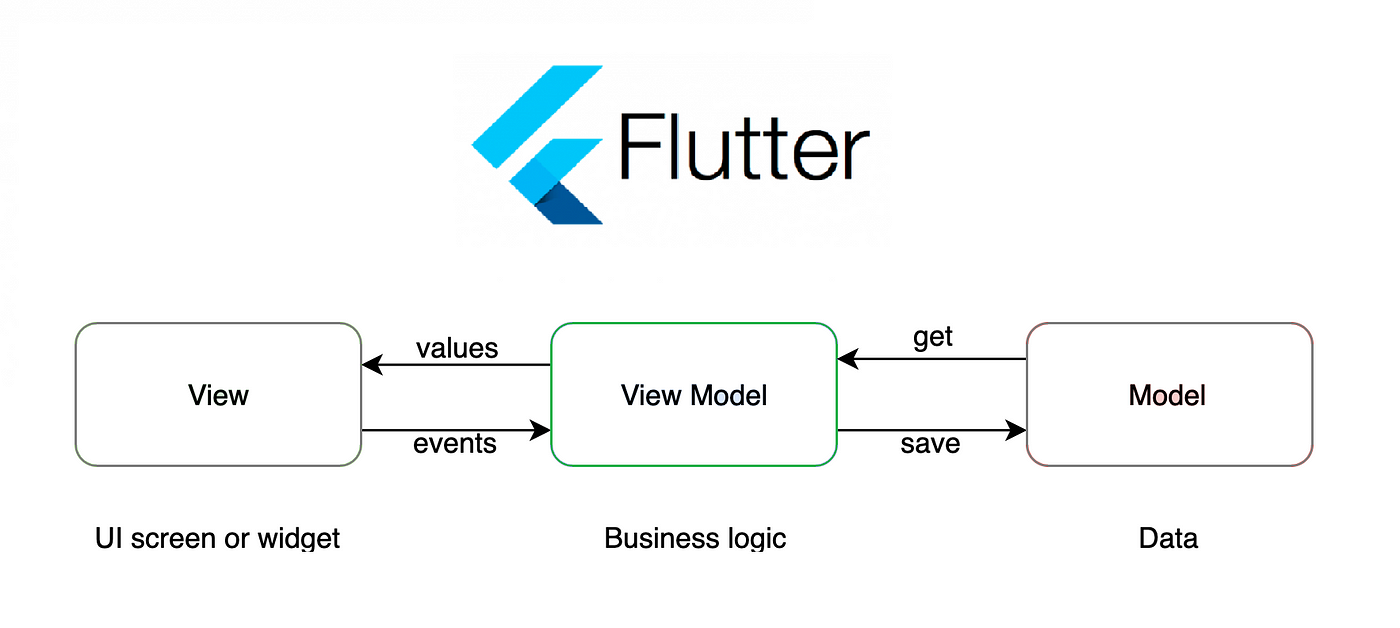 Flutter
values
get
View
View Model
Model
events
save
UI screen or widget
Business logic
Data